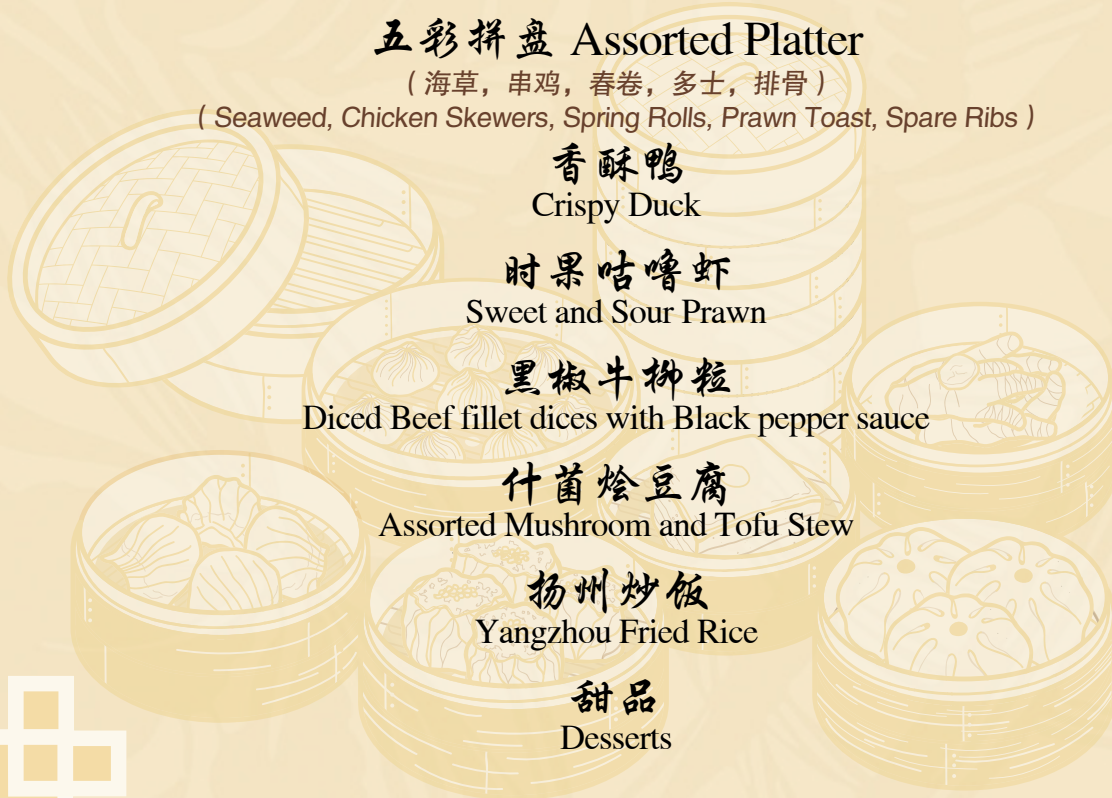 五彩拼盘 Assorted Platter
（海草，串鸡，春卷，多士，排骨）
( Seaweed, Chicken Skewers, Spring Rolls, Prawn Toast, Spare Ribs )
香酥鸭
Crispy Duck
时果咕噜虾
Sweet and Sour Prawn
黑椒牛柳粒
Diced Beef fillet dices with Black pepper sauce
什菌烩豆腐
Assorted Mushroom and Tofu Stew
扬州炒饭
Yangzhou Fried Rice
甜品
Desserts